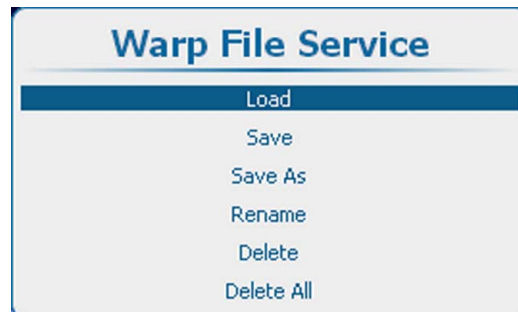 Warp File Service
Load
Save
Save As
Rename
Delete
Delete All